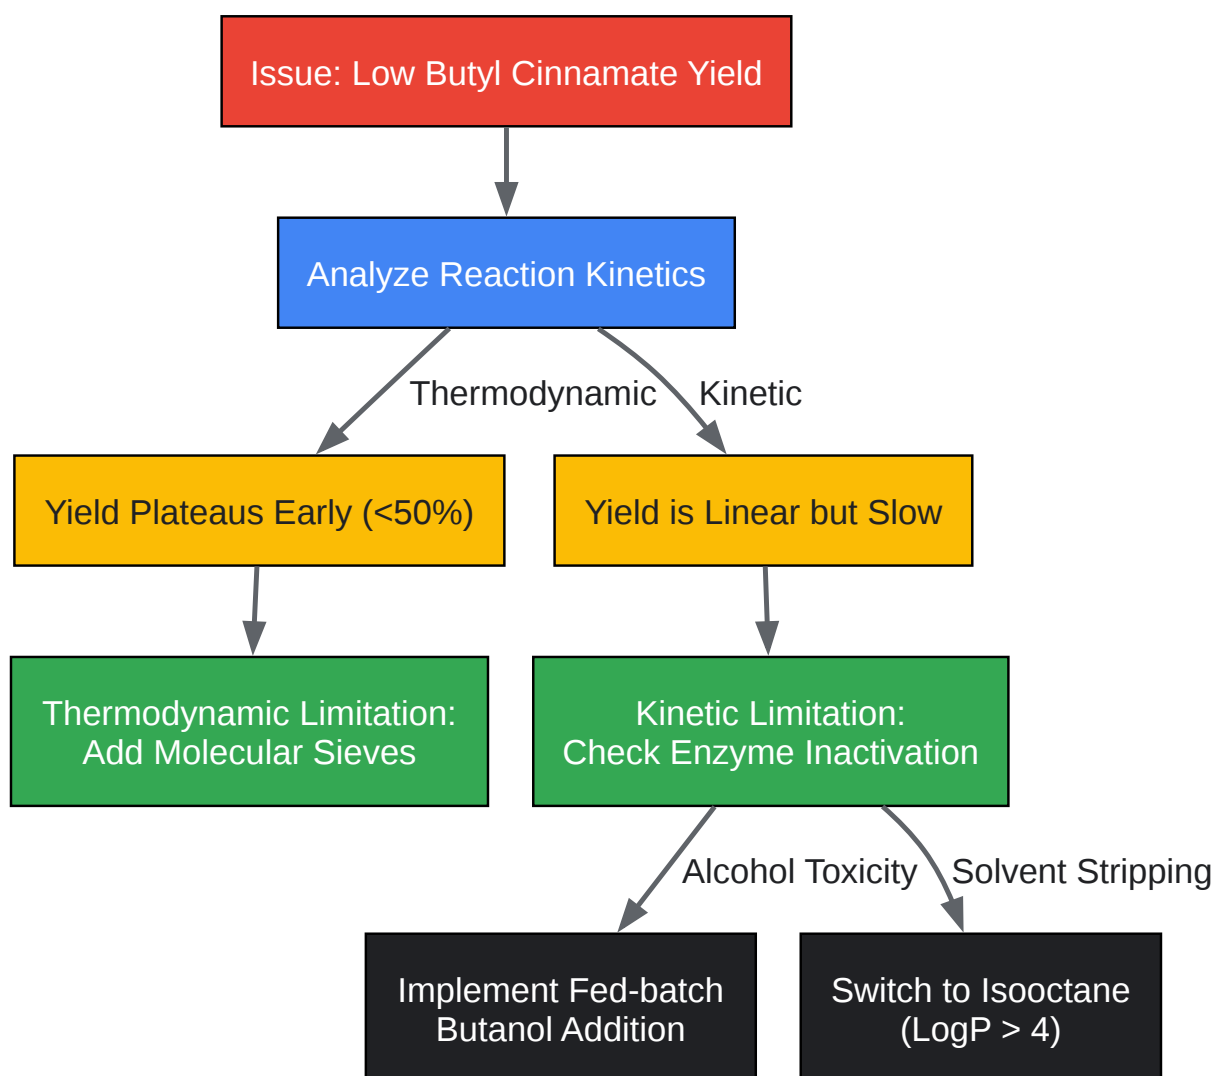 Issue: Low Butyl Cinnamate Yield
Analyze Reaction Kinetics
Thermodynamic
Kinetic
Yield Plateaus Early (<50%)
Yield is Linear but Slow
Thermodynamic Limitation:
Add Molecular Sieves
Kinetic Limitation:
Check Enzyme Inactivation
Alcohol Toxicity
Solvent Stripping
Implement Fed-batch
Butanol Addition
Switch to Isooctane
(LogP > 4)